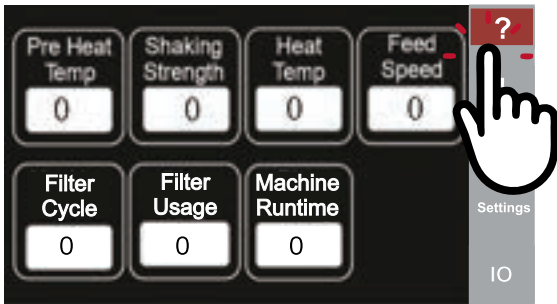 Pre Heat
Temp
0
Shaking
Strength
0
Heat
Temp
0
Feed
Speed
0
?
Filter
Cycle
0
Filter
Usage
0
Machine
Runtime
0
Settings
IO